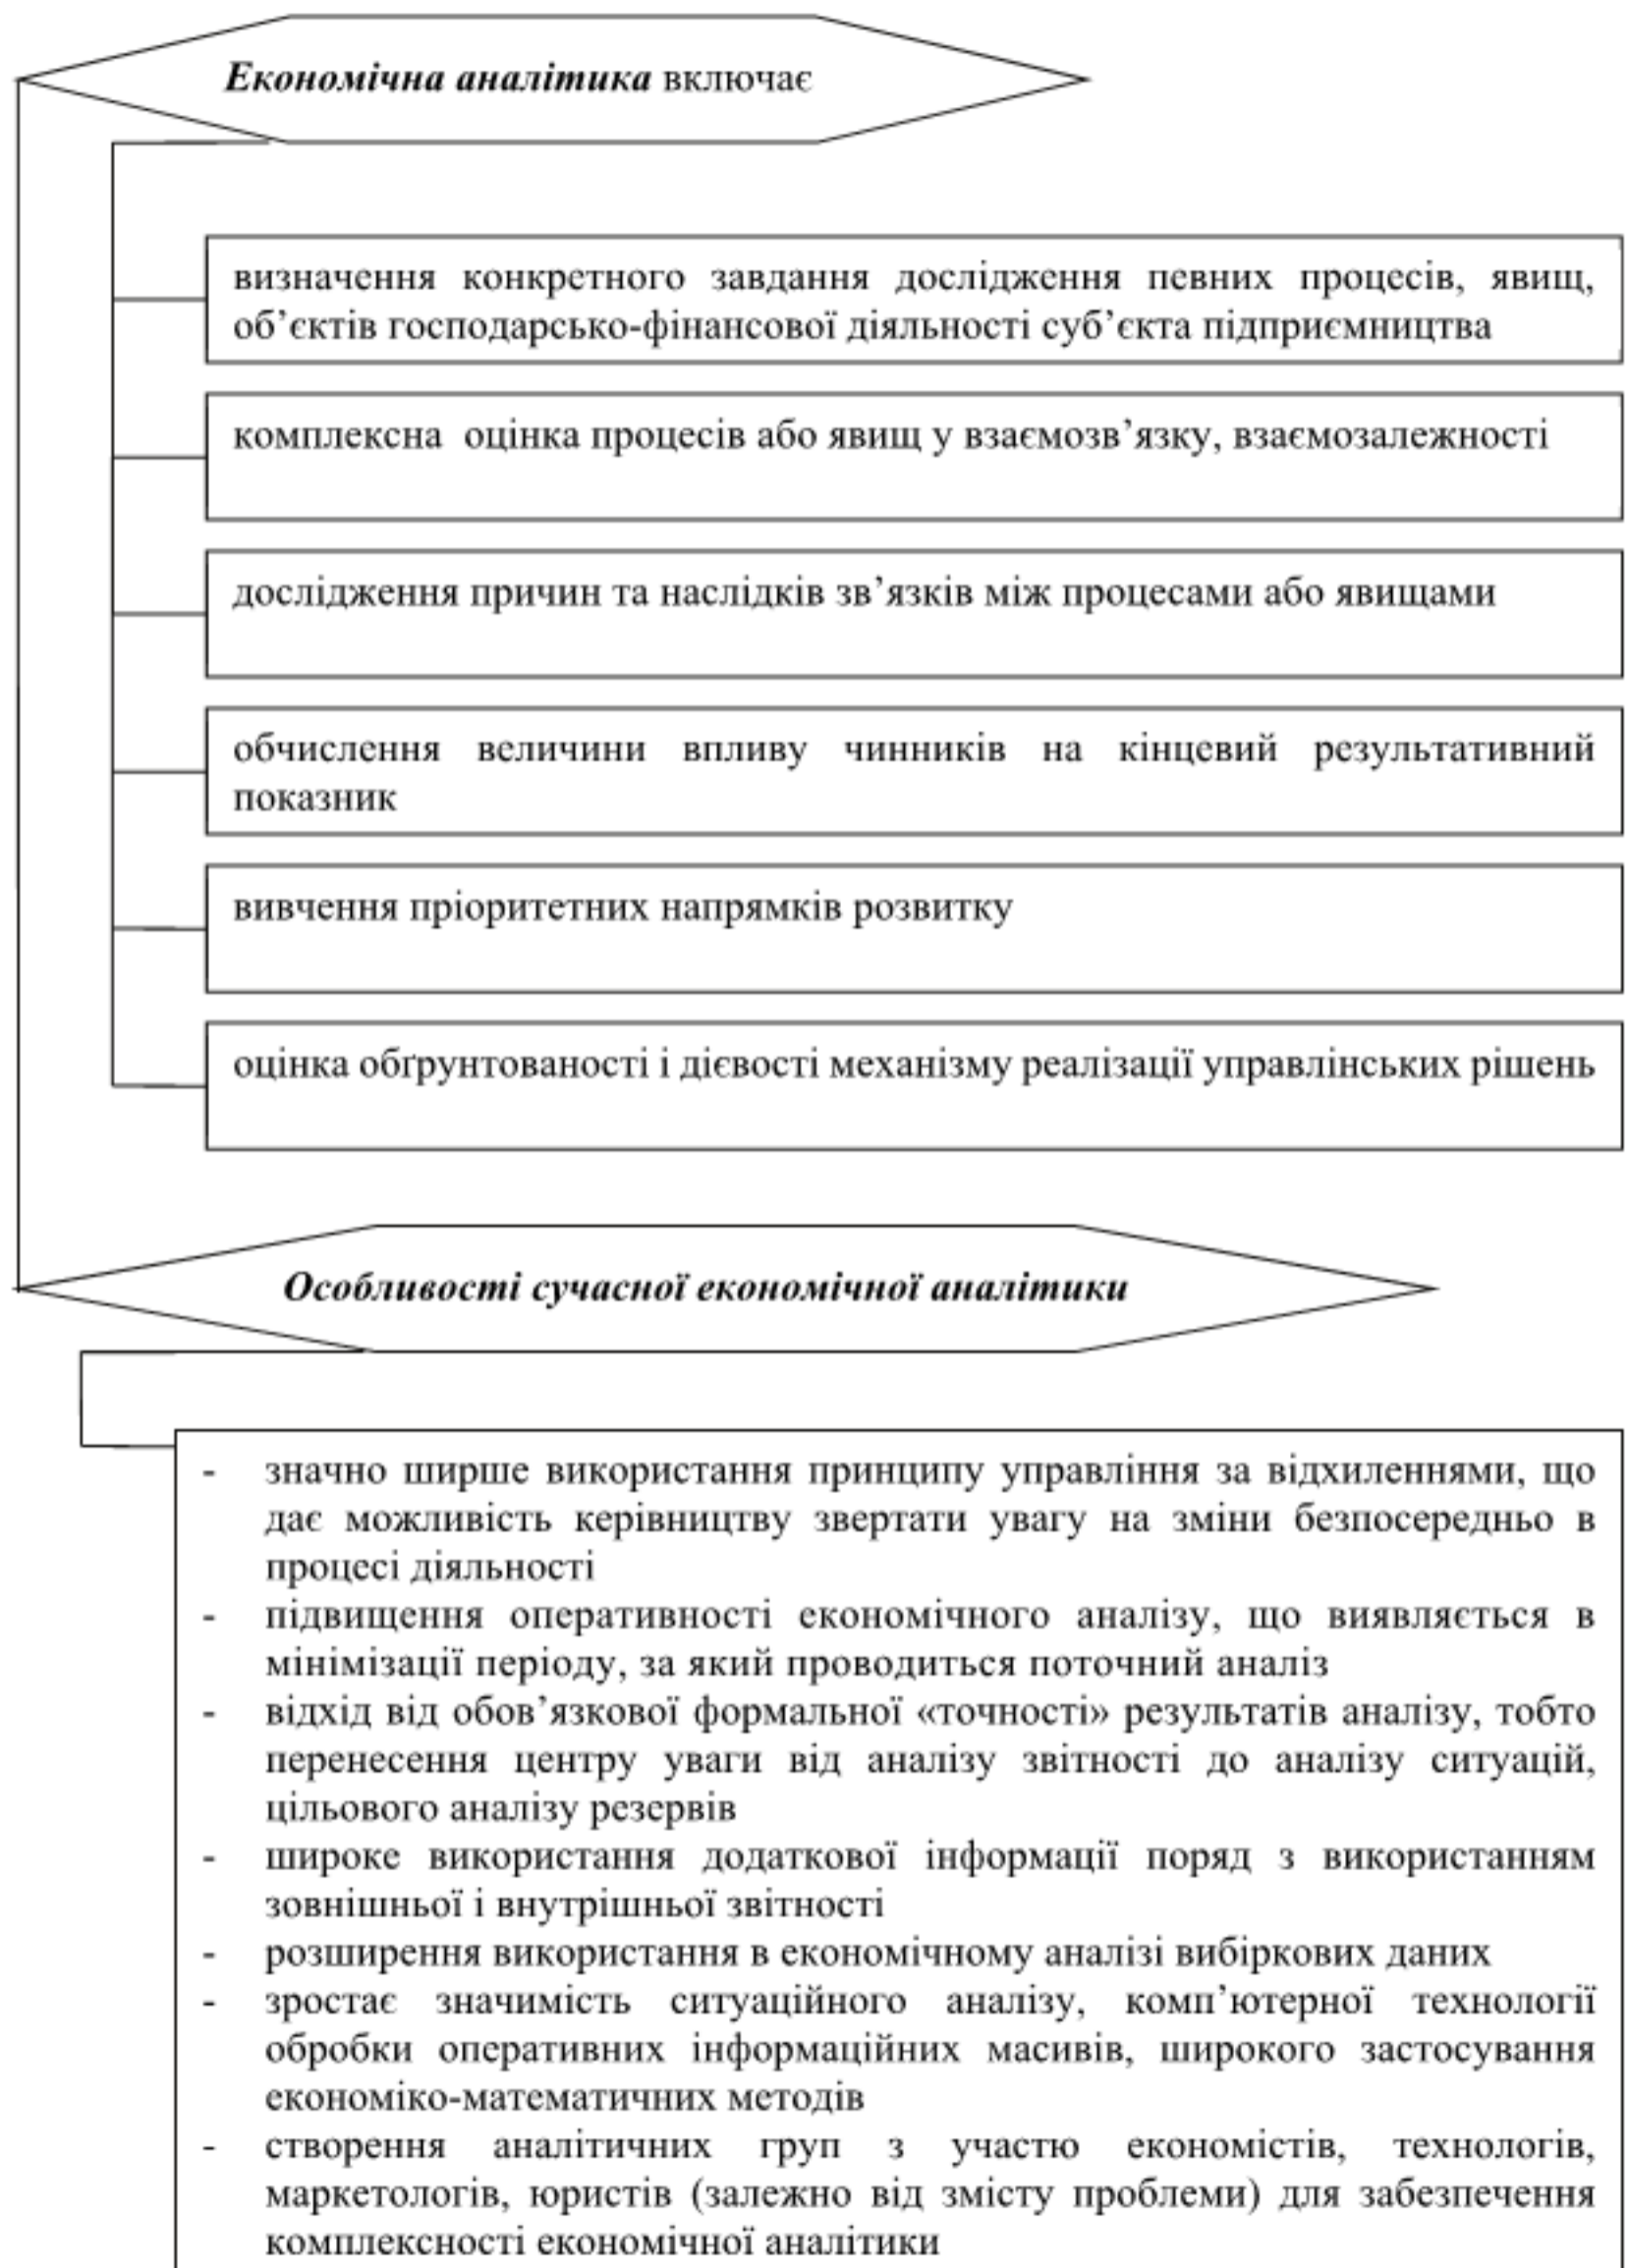 Економічна аналітика включає
визначення конкретного завдання дослідження певних процесів, явищ,
об’єктів господарсько-фінансової діяльності суб’єкта підприємництва
комплексна оцінка процесів або явищ у взаємозв’язку, взаємозалежності
дослідження причин та наслідків зв’язків між процесами або явищами
обчислення величини впливу чинників на кінцевий результативний
показник
вивчення пріоритетних напрямків розвитку
оцінка обґрунтованості і дієвості механізму реалізації управлінських рішень
Особливості сучасної економічної аналітики
- значно ширше використання принципу управління за відхиленнями, що
дає можливість керівництву звертати увагу на зміни безпосередньо в
процесі діяльності
- підвищення оперативності економічного аналізу, що виявляється в
мінімізації періоду, за який проводиться поточний аналіз
- відхід від обов’язкової формальної «точності» результатів аналізу, тобто
перенесення центру уваги від аналізу звітності до аналізу ситуацій,
цільового аналізу резервів
- широке використання додаткової інформації поряд з використанням
зовнішньої і внутрішньої звітності
- розширення використання в економічному аналізі вибіркових даних
- зростає значимість ситуаційного аналізу, комп’ютерної технології
обробки оперативних інформаційних масивів, широкого застосування
економіко-математичних методів
- створення аналітичних груп з участю економістів, технологів,
маркетологів, юристів (залежно від змісту проблеми) для забезпечення
комплексності економічної аналітики